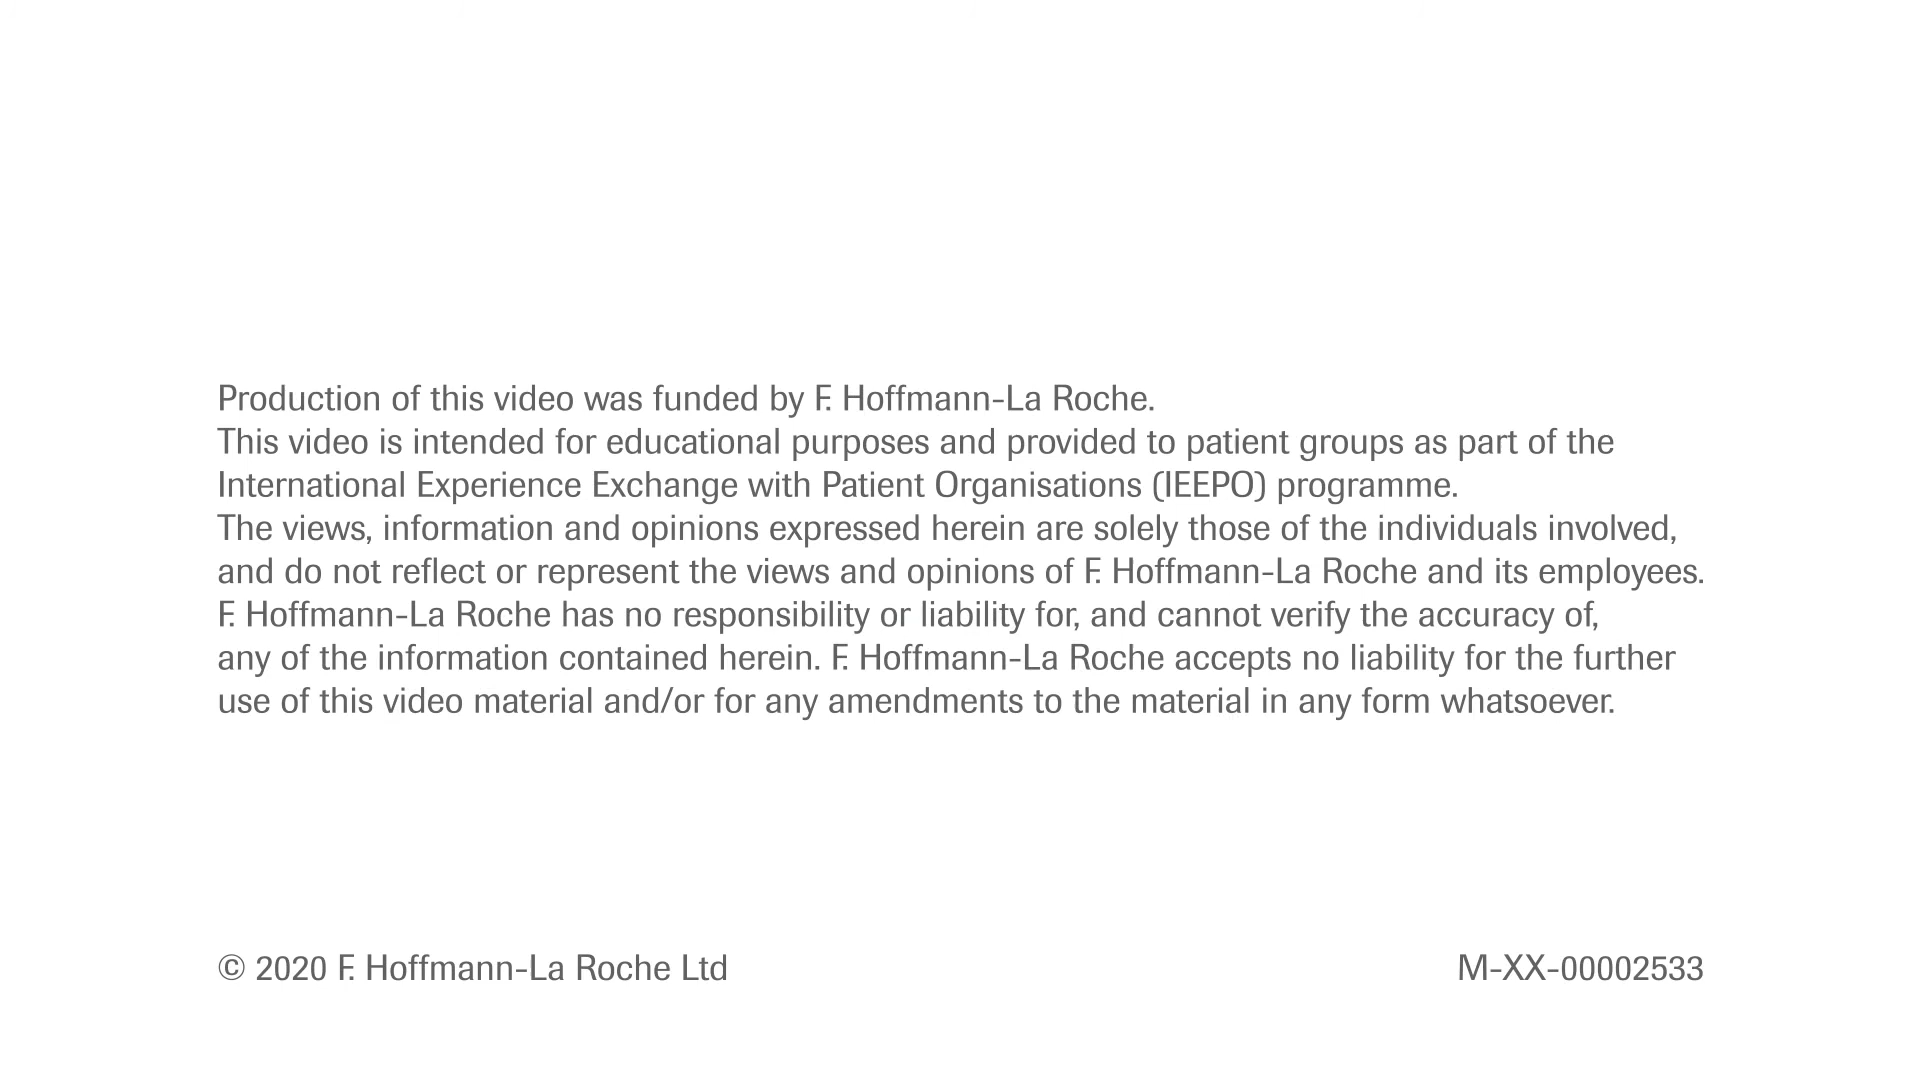 Production of this video was funded by F. Hoffmann-La Roche.
This video is intended for educational purposes and provided to patient groups as part of the
International Experience Exchange with Patient Organisations (IEEPO) programme.
The views, information and opinions expressed herein are solely those of the individuals involved,
and do not reflect or represent the views and opinions of F. Hoffmann-La Roche and its employees.
F. Hoffmann-La Roche has no responsibility or liability for, and cannot verify the accuracy of,
any of the information contained herein. F. Hoffmann-La Roche accepts no liability for the further
use of this video material and/or for any amendments to the material in any form whatsoever.
© 2020 F. Hoffmann-La Roche Ltd
M-XX-00002533